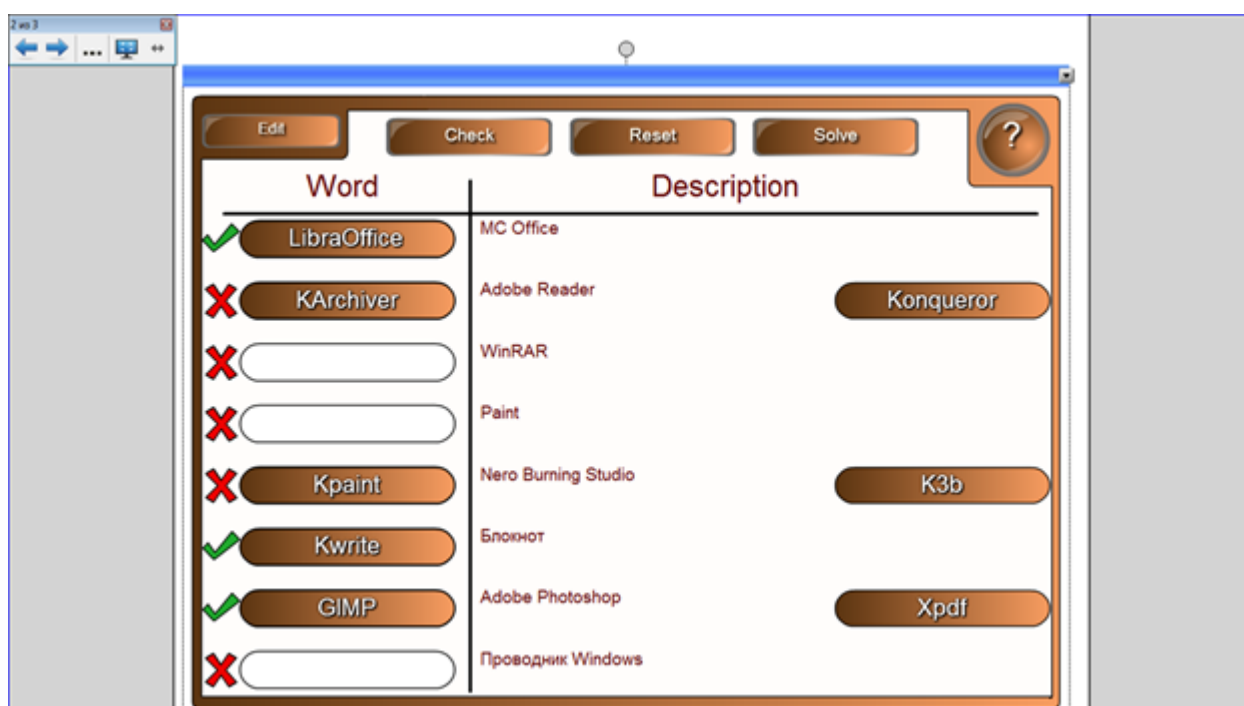 2 из 3
...
Edit Check Reset Solve ?
Word Description
LibraOffice MC Office
KArchiver Adobe Reader Konqueror
WinRAR
Paint
Kpaint Nero Burning Studio K3b
Kwrite Блокнот
GIMP Adobe Photoshop Xpdf
Проводник Windows